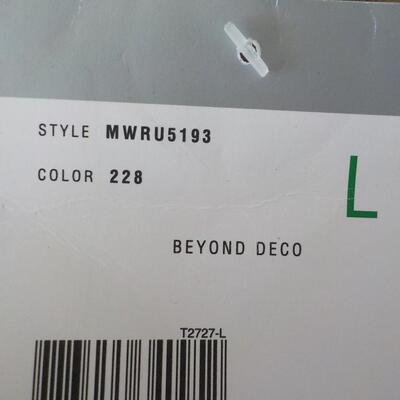 STYLE MWRU5193
COLOR 228
L
BEYOND DECO
T2727-L